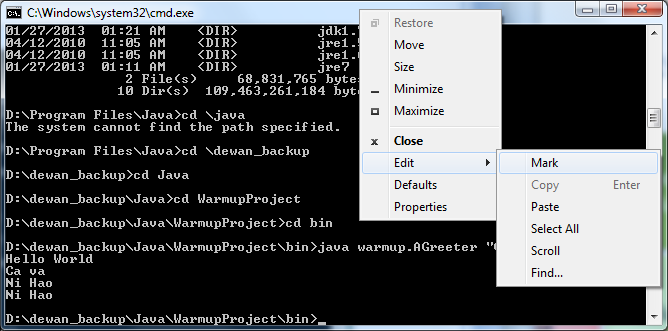 C:\Windows\system32\cmd.exe
01/27/2013 01:21 AM <DIR>
04/12/2010 11:05 AM <DIR>
04/12/2010 11:05 AM <DIR>
01/27/2013 01:11 AM <DIR> jre7
2 File(s) 68,831,765
10 Dir(s) 109,463,261,184
D:\Program Files\Java>cd \java
The system cannot find the path specified.
D:\Program Files\Java>cd \dewan_backup
D:\dewan_backup>cd Java
D:\dewan_backup\Java>cd WarmupProject
D:\dewan_backup\Java\WarmupProject>cd bin
D:\dewan_backup\Java\WarmupProject\bin>java warmup.AGreeter
Hello World
Ca va
Ni Hao
Ni Hao
D:\dewan_backup\Java\WarmupProject\bin>_
Restore
Move
Size
Minimize
Maximize
Close
Edit
Defaults
Properties
Mark
Copy Enter
Paste
Select All
Scroll
Find...